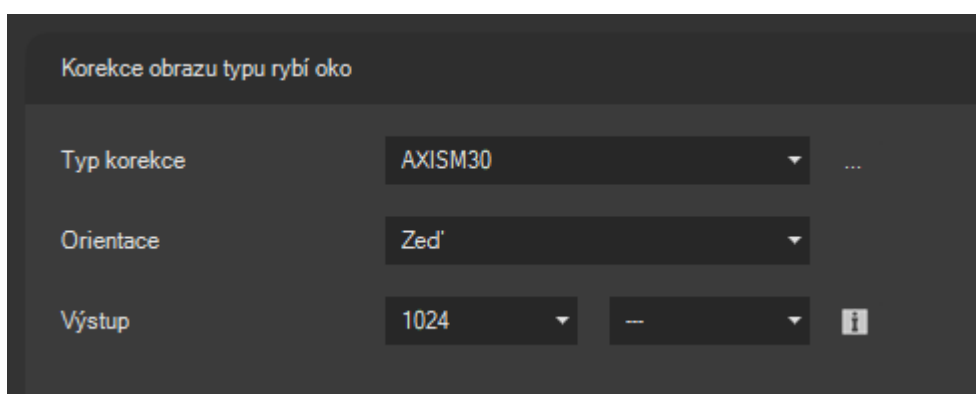 Korekce obrazu typu rybí oko
Typ korekce AXISM30 ...
Orientace Zeď
Výstup 1024 ---